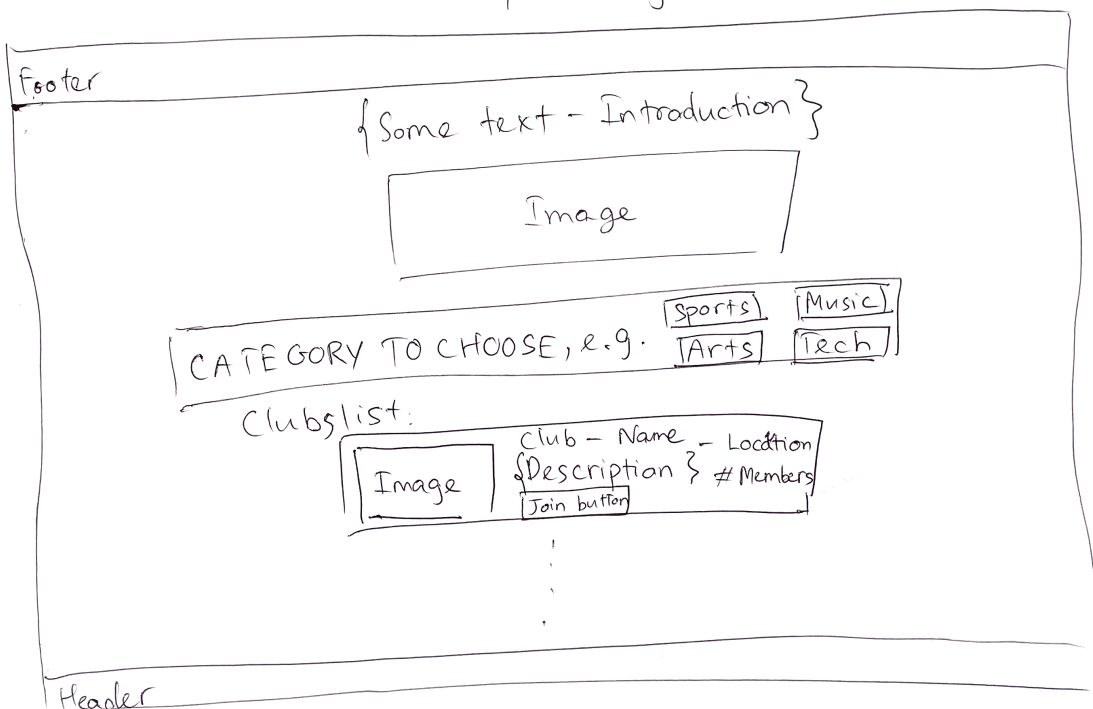 Footer
{Some text - Introduction}
Image
CATEGORY TO CHOOSE, e.g. Sports Music
Arts Tech
Clubslist:
Image
Club - Name - Location
{Description} # Members
Join button
Header